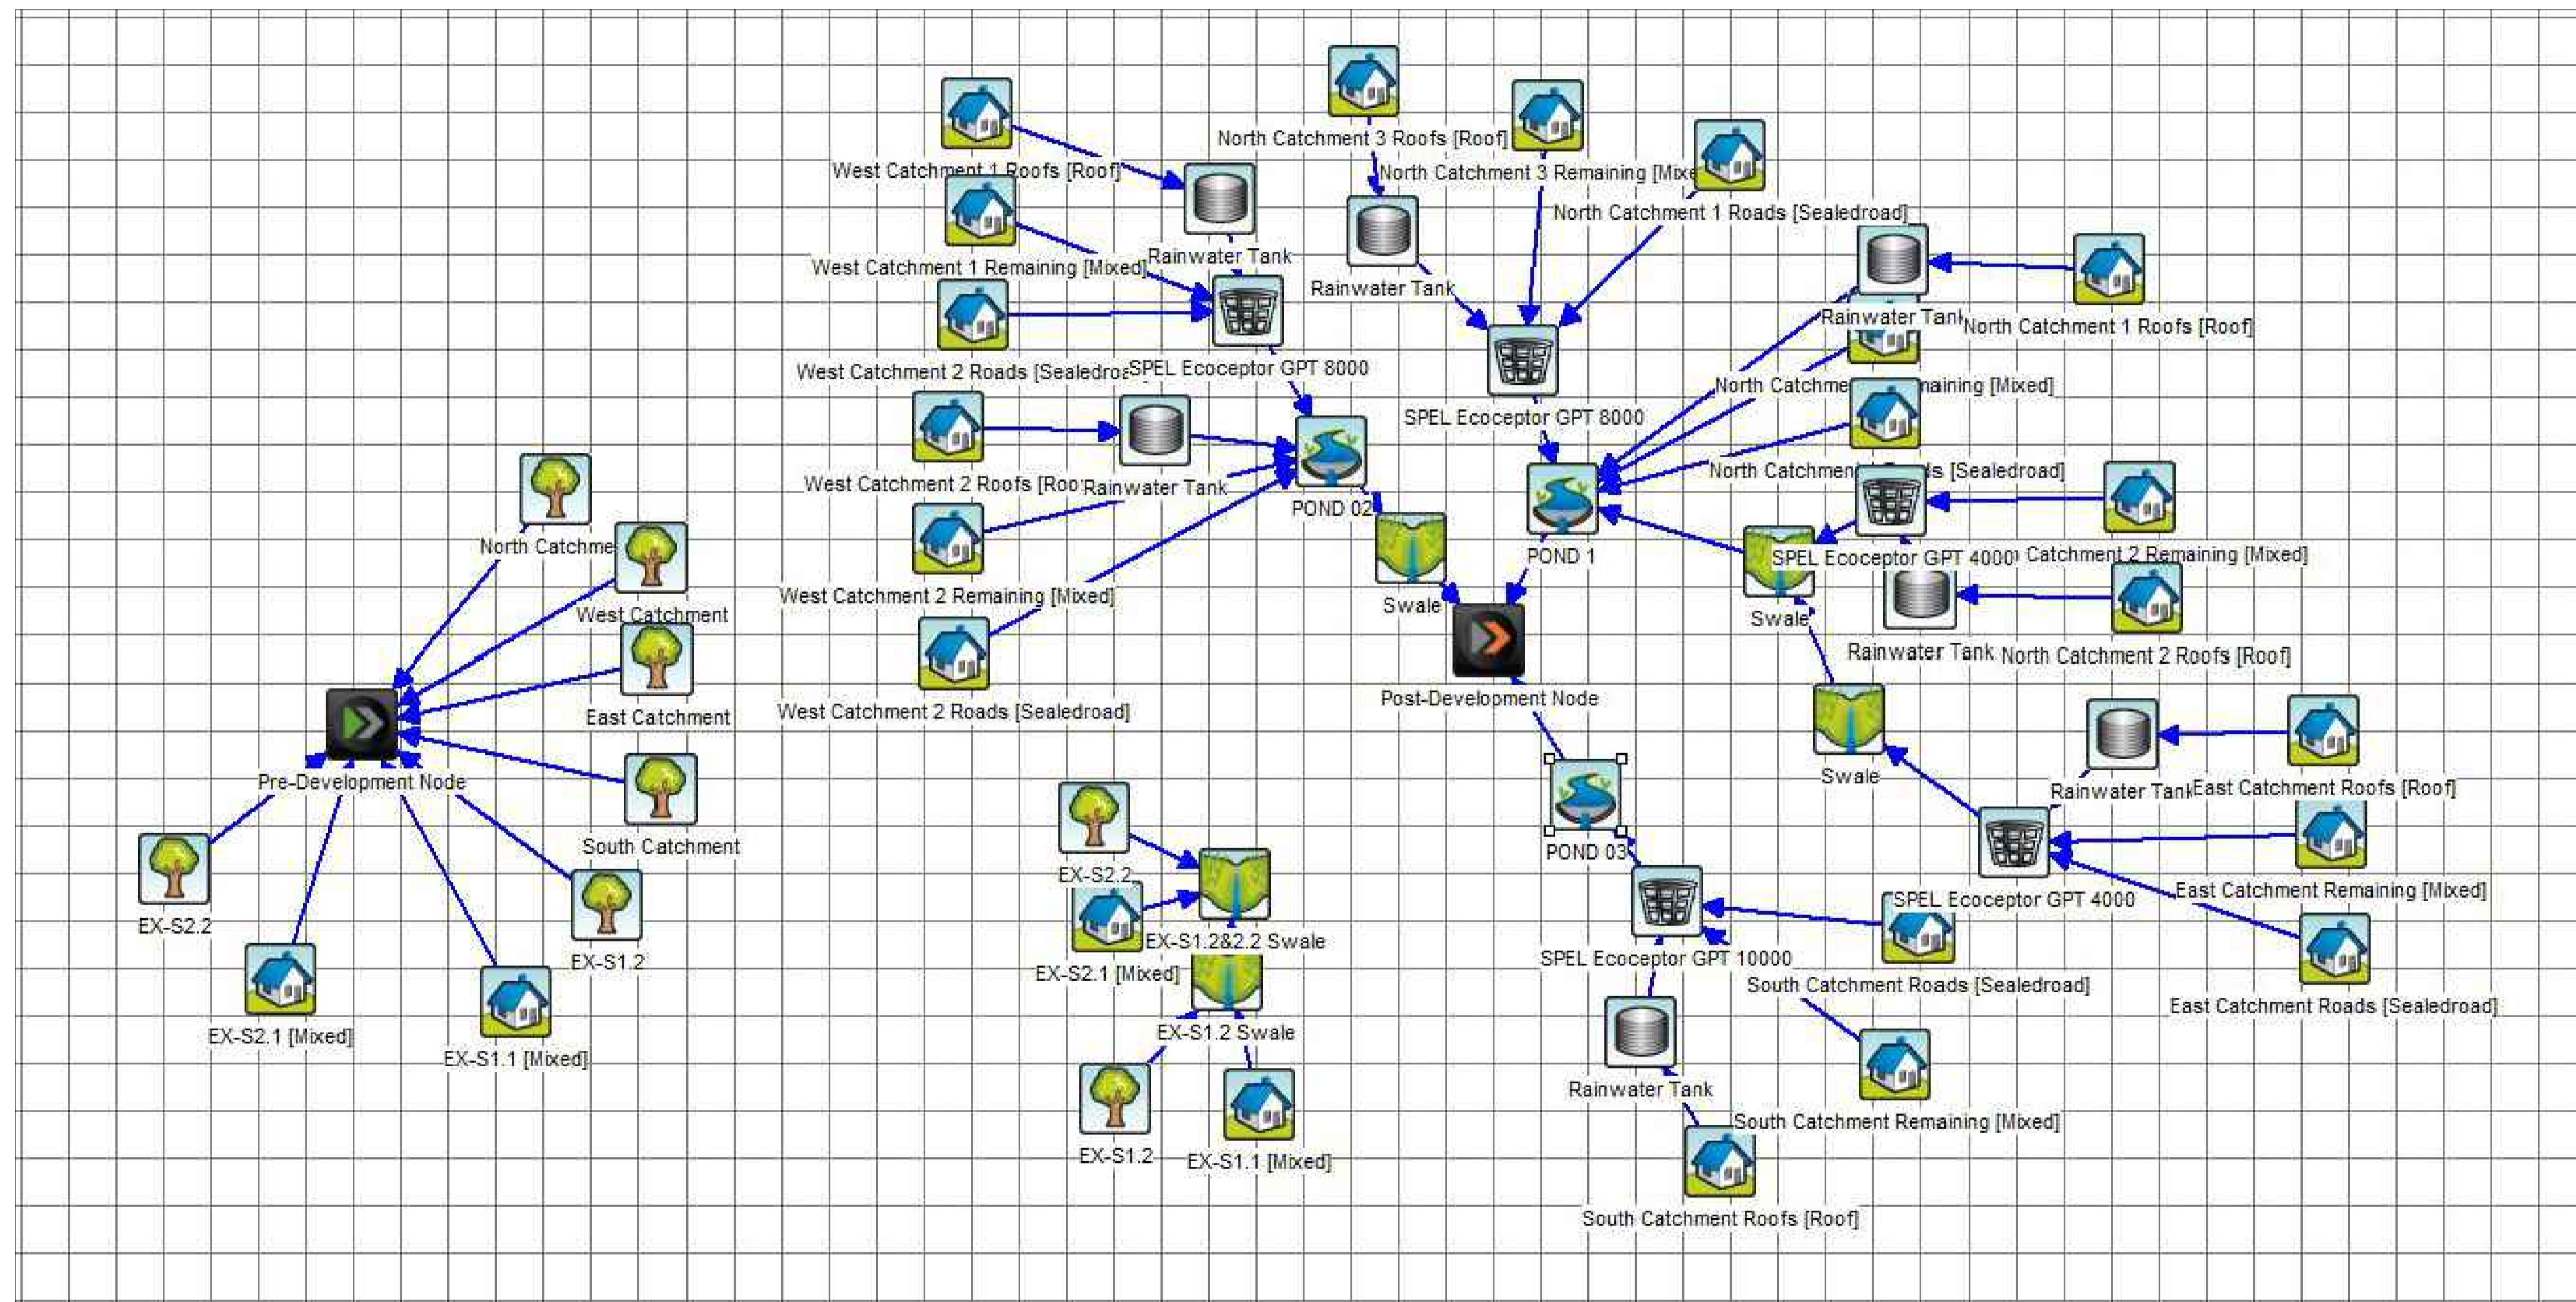 North Catchment 3 Roofs [Roof]
West Catchment 1 Roofs [Roof]
North Catchment 3 Remaining [Mixe
North Catchment 1 Roads [Sealedroad]
Rainwater Tank
West Catchment 1 Remaining [Mixed]
Rainwater Tank
Rainwater Tank
North Catchment 1 Roofs [Roof]
West Catchment 2 Roads [Sealedroa
SPEL Ecoceptor GPT 8000
North Catchme
maining [Mixed]
SPEL Ecoceptor GPT 8000
North Catchment
ds [Sealedroad]
West Catchment 2 Roofs [Roo
Rainwater Tank
POND 02
North Catchme
POND 1
SPEL Ecoceptor GPT 4000
Catchment 2 Remaining [Mixed]
West Catchment 2 Remaining [Mixed]
Swale
West Catchment
Swale
Rainwater Tank
North Catchment 2 Roofs [Roof]
Post-Development Node
West Catchment 2 Roads [Sealedroad]
East Catchment
Pre-Development Node
Swale
Rainwater Tank
East Catchment Roofs [Roof]
South Catchment
POND 03
EX-S2.2
East Catchment Remaining [Mixed]
SPEL Ecoceptor GPT 4000
EX-S2.2
EX-S1.2&2.2 Swale
EX-S1.2
SPEL Ecoceptor GPT 10000
EX-S2.1 [Mixed]
South Catchment Roads [Sealedroad]
East Catchment Roads [Sealedroad]
EX-S2.1 [Mixed]
EX-S1.2 Swale
EX-S1.1 [Mixed]
Rainwater Tank
South Catchment Remaining [Mixed]
EX-S1.2
EX-S1.1 [Mixed]
South Catchment Roofs [Roof]